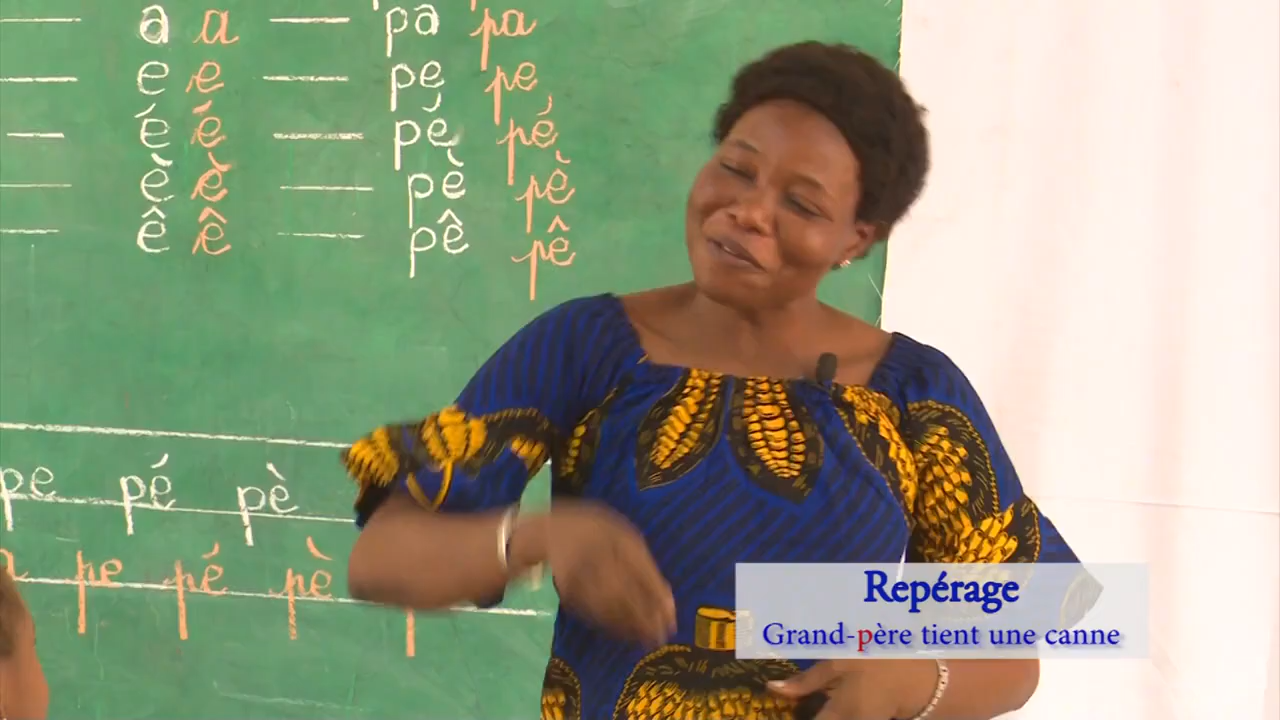 a a pa pa
e e pe pe
é é pé pé
è è pè pè
ê ê pê pê
pe pé pè
pe pé pè
Repérage
Grand-père tient une canne